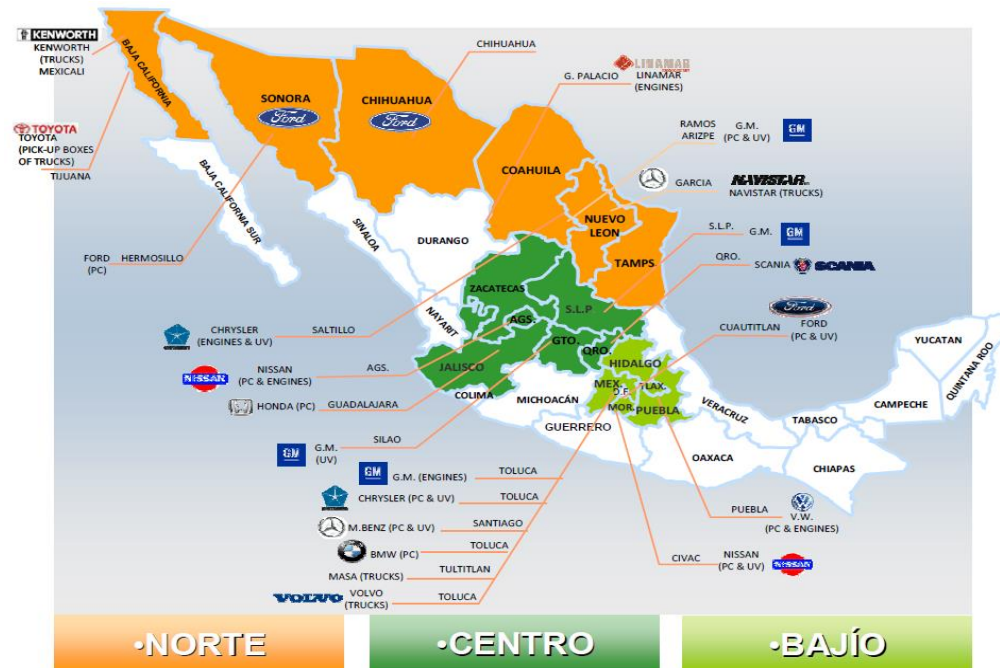 KENWORTH
KENWORTH
(TRUCKS)
MEXICALI
TOYOTA
TOYOTA
(PICK-UP BOXES
OF TRUCKS)
TIJUANA
BAJA CALIFORNIA
SONORA
Ford
CHIHUAHUA
Ford
CHIHUAHUA
G. PALACIO
LINAMAR
LINAMAR
(ENGINES)
RAMOS
ARIZPE
G.M.
(PC & UV)
GM
COAHUILA
GARCIA
NAVISTAR
NAVISTAR (TRUCKS)
NUEVO
LEON
BAJA CALIFORNIA SUR
SINALOA
DURANGO
S.L.P.
G.M.
GM
TAMPS
FORD
(PC)
HERMOSILLO
QRO.
SCANIA
SCANIA
ZACATECAS
S.L.P
NAYARIT
AGS.
Ford
CUAUTITLAN
FORD
(PC & UV)
CHRYSLER
(ENGINES & UV)
SALTILLO
GTO.
QRO.
HIDALGO
YUCATAN
QUINTANA ROO
NISSAN
NISSAN
(PC & ENGINES)
AGS.
JALISCO
MEX.
D.F.
TLAX.
MOR.
PUEBLA
VERACRUZ
CAMPECHE
HONDA (PC)
GUADALAJARA
COLIMA
MICHOACÁN
TABASCO
GUERRERO
GM
G.M.
(UV)
SILAO
OAXACA
CHIAPAS
GM
G.M. (ENGINES)
TOLUCA
CHRYSLER (PC & UV)
TOLUCA
M.BENZ (PC & UV)
SANTIAGO
BMW
BMW (PC)
TOLUCA
MASA (TRUCKS)
TULTITLAN
VOLVO
VOLVO
(TRUCKS)
TOLUCA
PUEBLA
V.W.
(PC & ENGINES)
CIVAC
NISSAN
(PC & UV)
NISSAN
•NORTE
•CENTRO
•BAJÍO